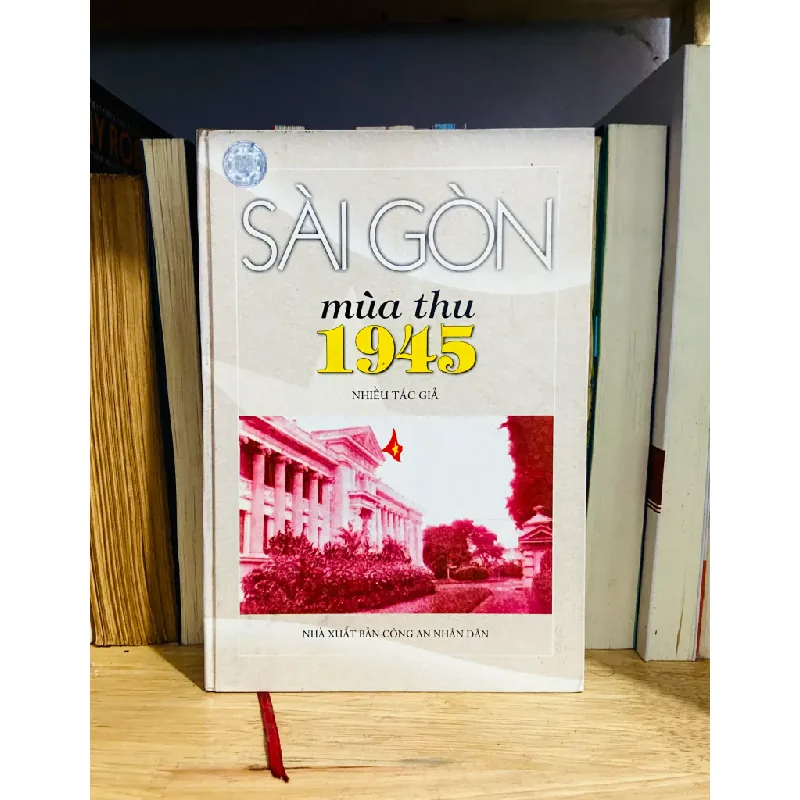 SÀI GÒN
mùa thu
1945
NHIỀU TÁC GIẢ
NHÀ XUẤT BẢN CÔNG AN NHÂN DÂN